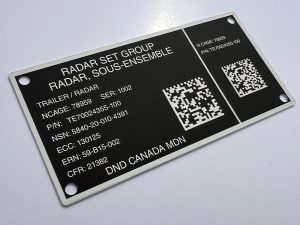 RADAR SET GROUP
RADAR, SOUS-ENSEMBLE
TRAILER / RADAR
NCAGE: 78959 SER: 1002
P/N: TE70024355-100
NSN: 5840-20-010-4391
ECC: 130125
ERN: 59-B15-002
CFR: 21382
DND CANADA MDN
N CAGE: 78959
P/N: TE70024300-100